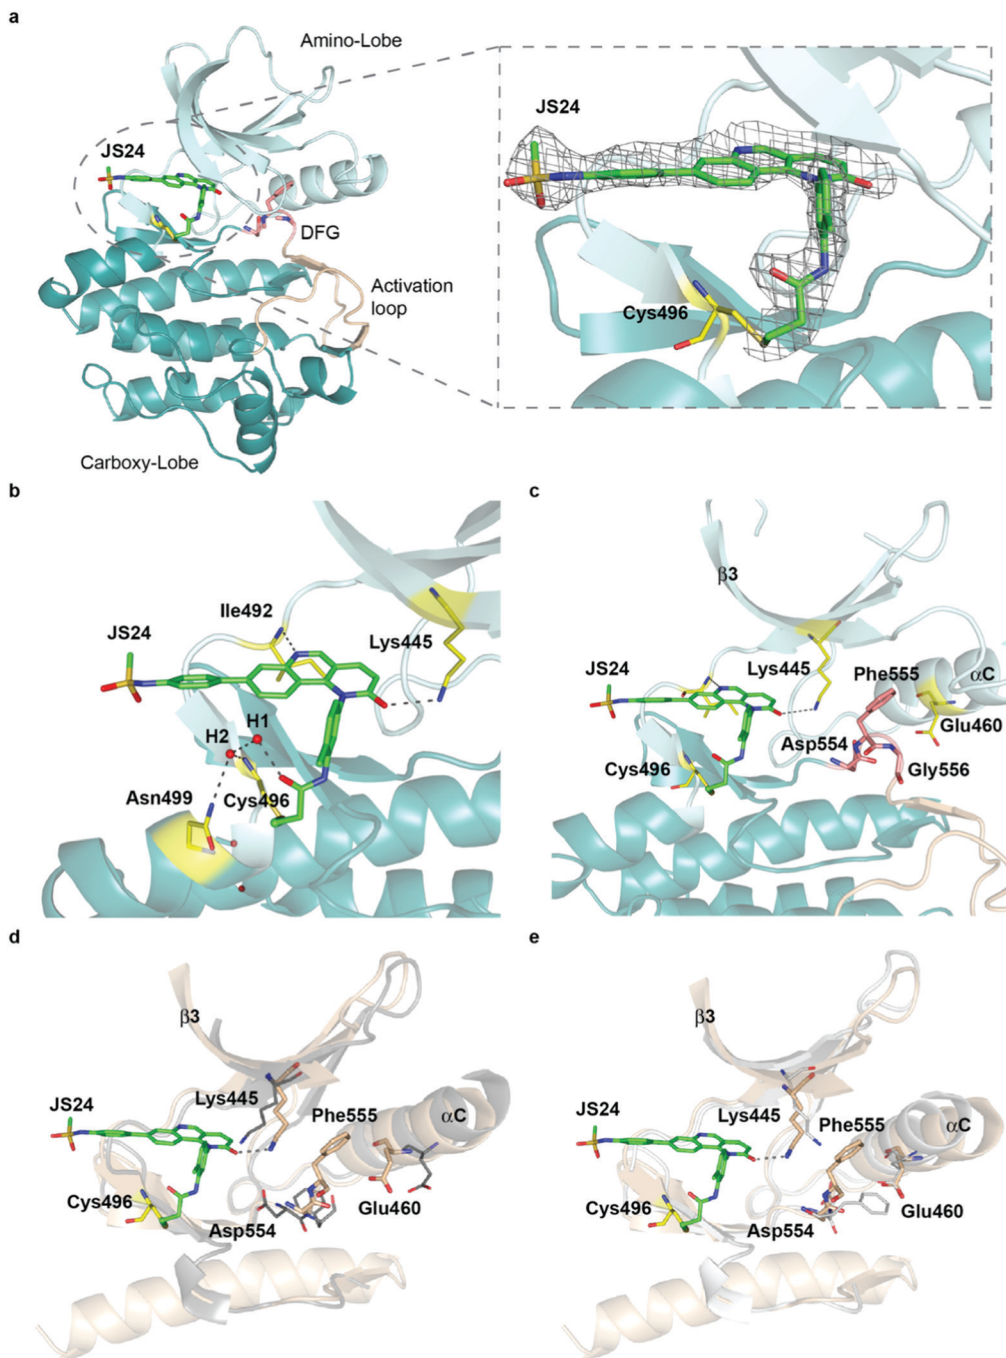 a
Amino-Lobe
JS24
DFG
Activation
loop
Carboxy-Lobe
JS24
Cys496
b
Ile492
JS24
Lys445
H1
H2
Asn499
Cys496
c
β3
JS24
Lys445
Phe555
αC
Asp554
Glu460
Cys496
Gly556
d
β3
Lys445
JS24
Phe555
αC
Cys496
Glu460
Asp554
e
β3
Lys445
JS24
Phe555
αC
Cys496
Glu460
Asp554